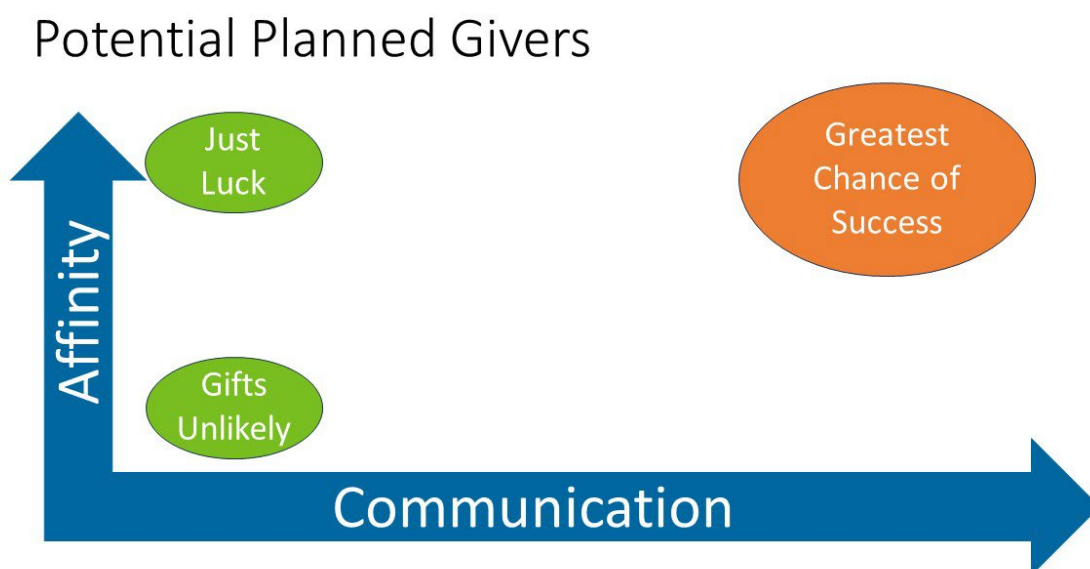 Potential Planned Givers
Just
Luck
Greatest
Chance of
Success
Affinity
Gifts
Unlikely
Communication